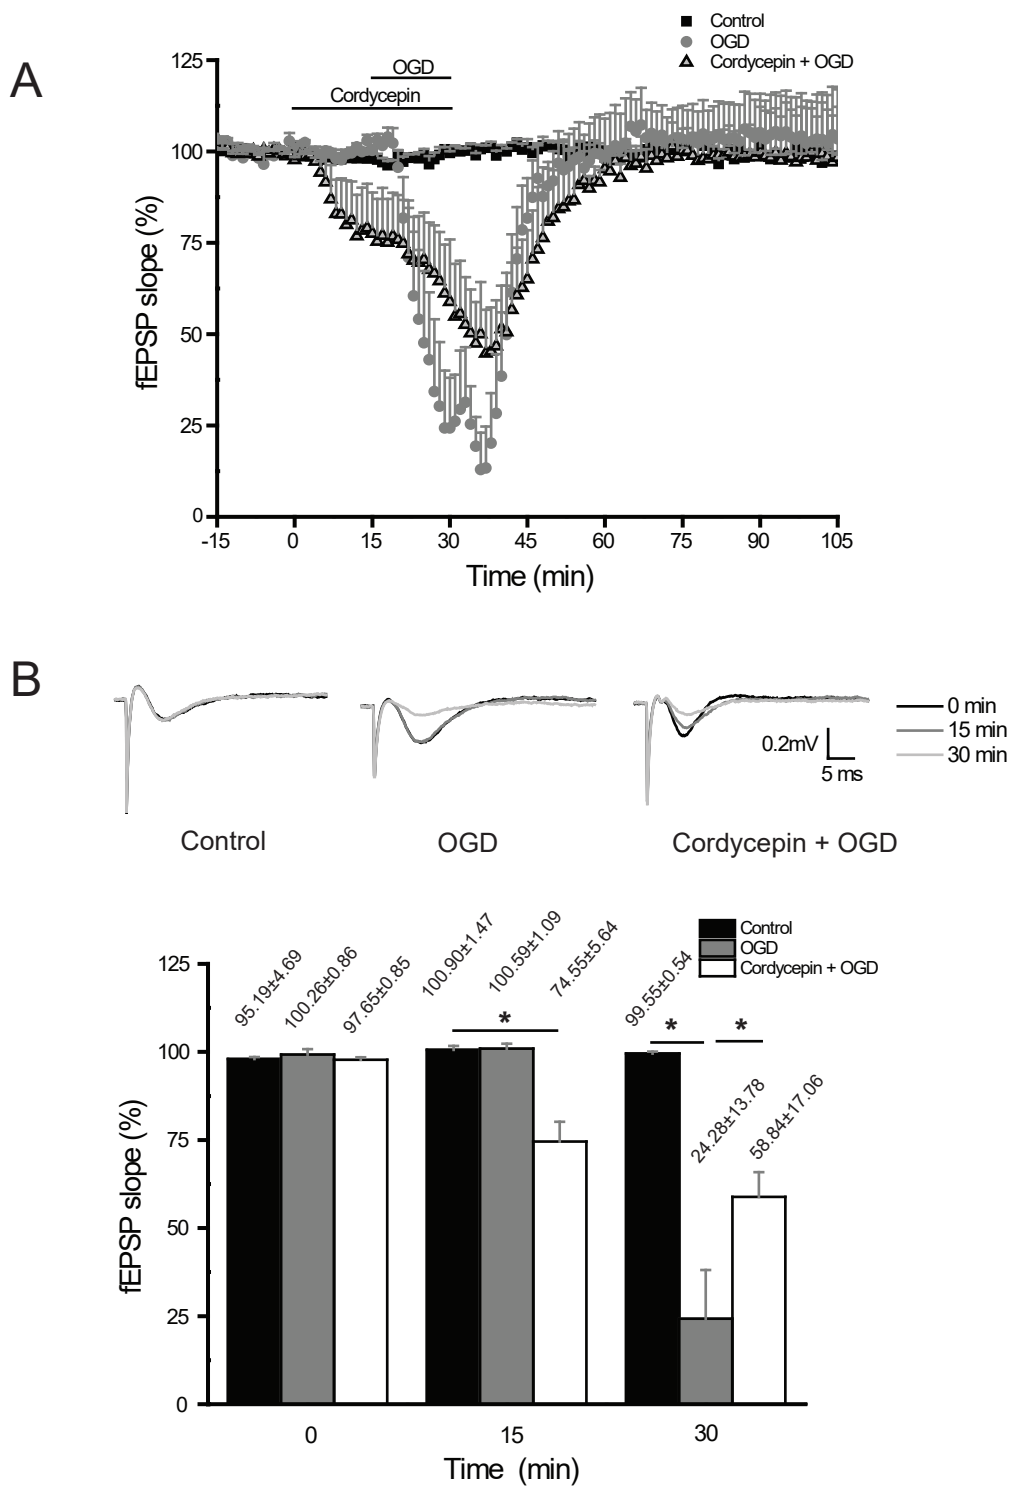 A
Control
OGD
Cordycepin + OGD
OGD
Cordycepin
125
100
75
50
25
0
fEPSP slope (%)
-15 0 15 30 45 60 75 90 105
Time (min)
B
0 min
15 min
30 min
0.2mV
5 ms
Control OGD Cordycepin + OGD
Control
OGD
Cordycepin + OGD
95.19±4.69
100.26±0.86
97.65±0.85
100.90±1.47
100.59±1.09
74.55±5.64
99.55±0.54
24.28±13.78
58.84±17.06
* * *
125
100
75
50
25
0
fEPSP slope (%)
0 15 30
Time (min)